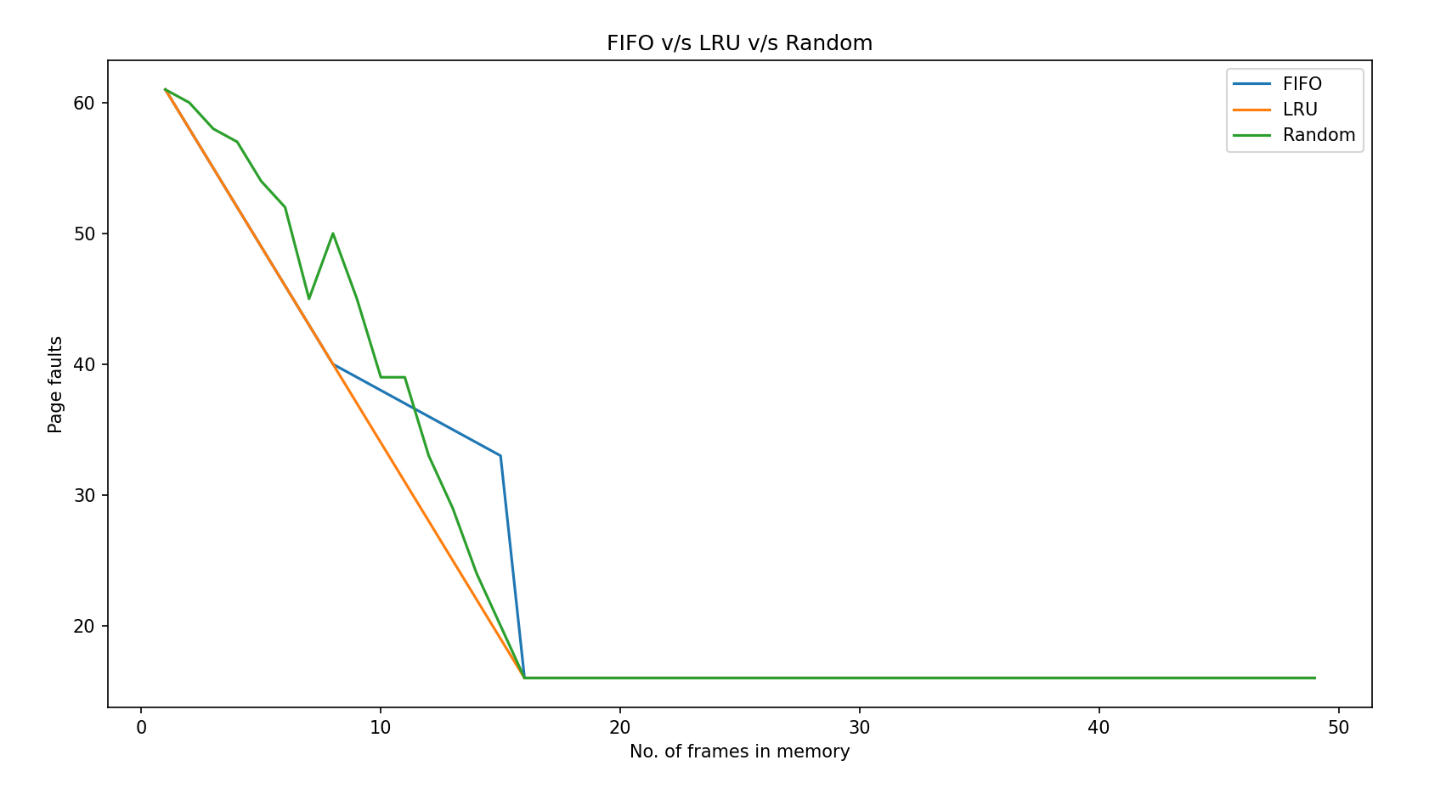 FIFO v/s LRU v/s Random
FIFO
LRU
Random
Page faults
60
50
40
30
20
0 10 20 30 40 50
No. of frames in memory